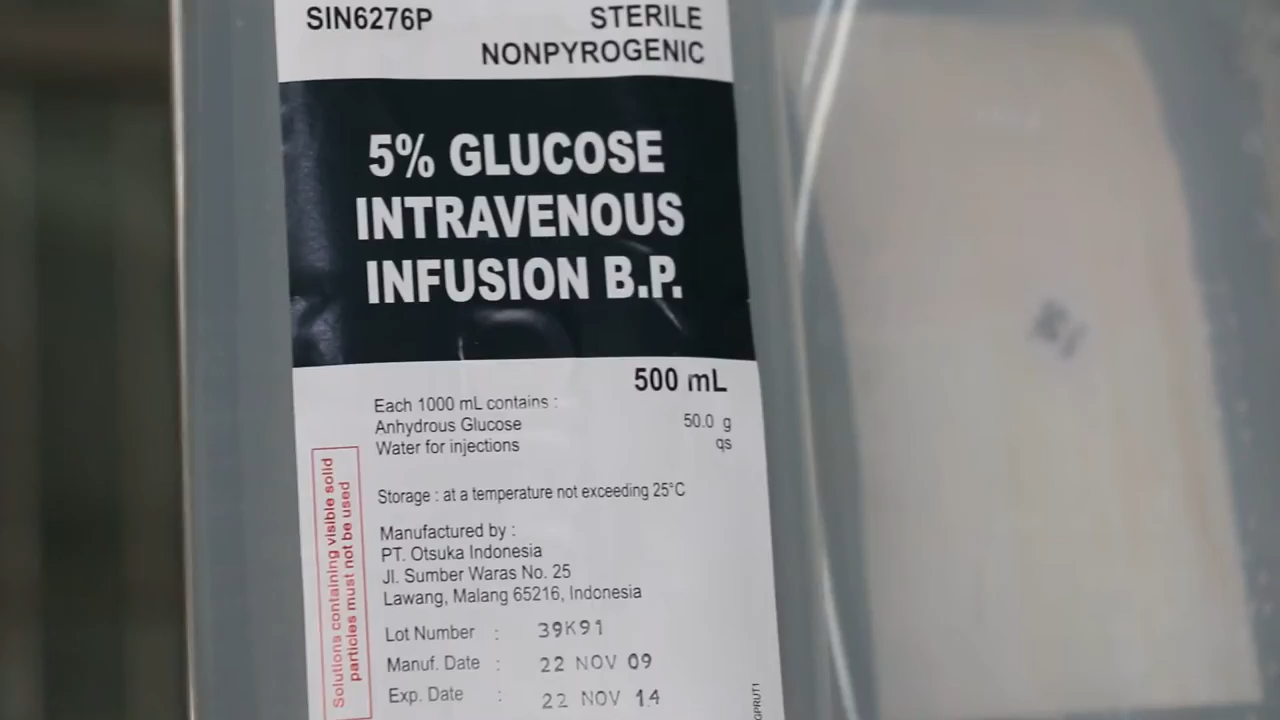 SIN6276P STERILE
NONPYROGENIC
5% GLUCOSE
INTRAVENOUS
INFUSION B.P.
500 mL
Each 1000 mL contains :
Anhydrous Glucose 50.0 g
Water for injections qs
Storage : at a temperature not exceeding 25°C
Manufactured by :
PT. Otsuka Indonesia
Jl. Sumber Waras No. 25
Lawang, Malang 65216, Indonesia
Lot Number : 39K91
Manuf. Date : 22 NOV 09
Exp. Date : 22 NOV 14
Solutions containing visible solid
particles must not be used